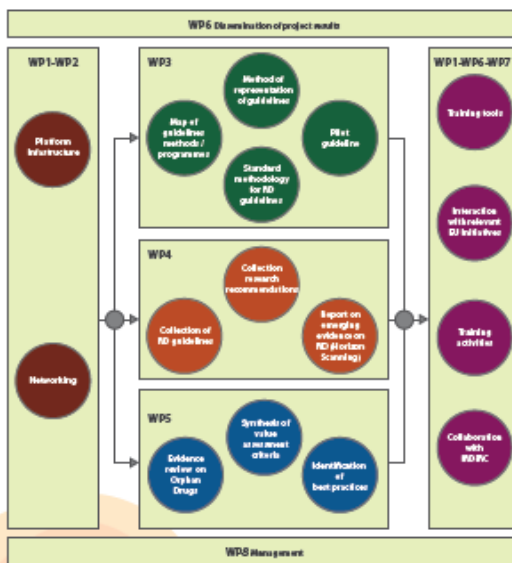 WP6 Dissemination of project results
WP1-WP2
Platform
Infrastructure
Networking
WP3
Map of
guidelines
methods /
programmes
Method of
representation
of guidelines
Standard
methodology
for RD
guidelines
Pilot
guideline
WP4
Collection of
RD guidelines
Collection
research
recommendations
Report on
emerging
evidence on
RD (Horizon
Scanning)
WP5
Evidence
review on
Orphan
Drugs
Synthesis of
value
assessment
criteria
Identification
of
best practices
WP1-WP6-WP7
Training tools
Interaction
with relevant
EU initiatives
Training
activities
Collaboration
with
WP8 Management